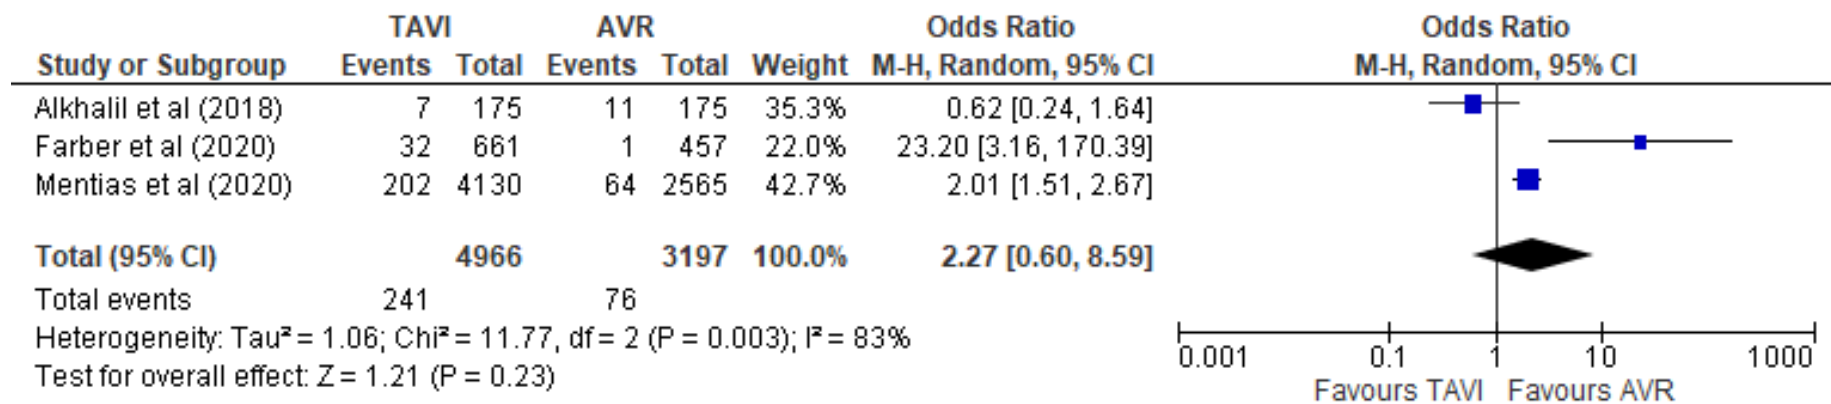 TAVI AVR Odds Ratio Odds Ratio
Study or Subgroup Events Total Events Total Weight M-H, Random, 95% CI M-H, Random, 95% CI
Alkhalil et al (2018) 7 175 11 175 35.3% 0.62 [0.24, 1.64]
Farber et al (2020) 32 661 1 457 22.0% 23.20 [3.16, 170.39]
Mentias et al (2020) 202 4130 64 2565 42.7% 2.01 [1.51, 2.67]
Total (95% CI) 4966 3197 100.0% 2.27 [0.60, 8.59]
Total events 241 76
Heterogeneity: Tau² = 1.06; Chi² = 11.77, df = 2 (P = 0.003); I² = 83%
Test for overall effect: Z = 1.21 (P = 0.23)
0.001 0.1 1 10 1000
Favours TAVI Favours AVR